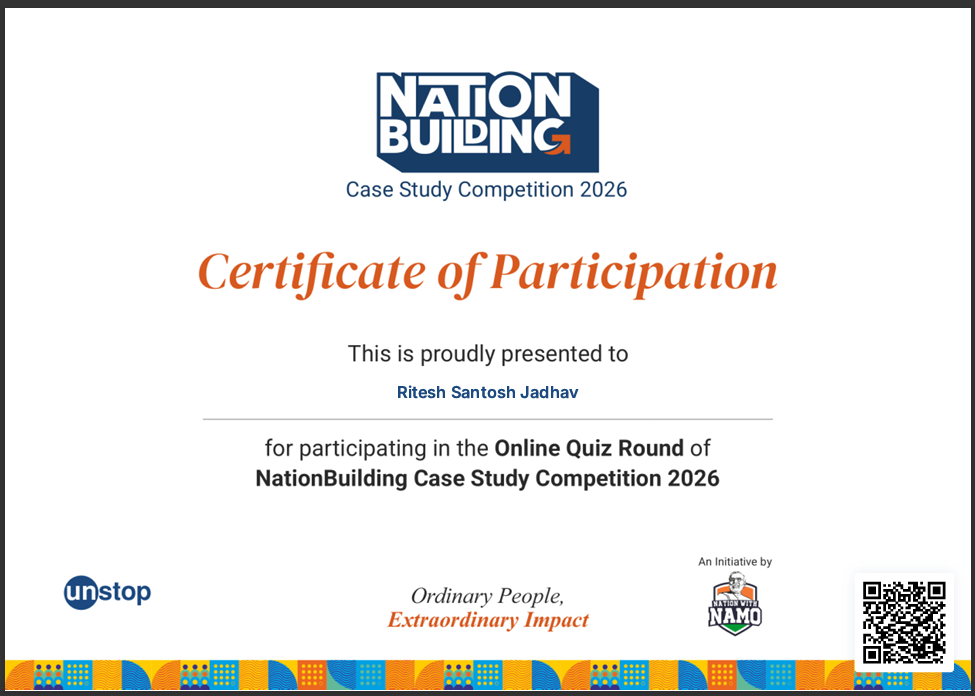 NATION
BUILDING
Case Study Competition 2026
Certificate of Participation
This is proudly presented to
Ritesh Santosh Jadhav
for participating in the Online Quiz Round of
NationBuilding Case Study Competition 2026
unstop
Ordinary People,
Extraordinary Impact
An Initiative by
NATION WITH
NAMO